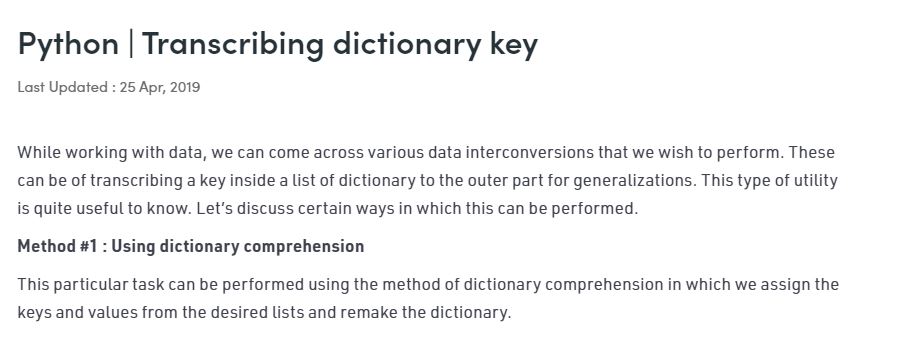 Python | Transcribing dictionary key
Last Updated : 25 Apr, 2019
While working with data, we can come across various data interconversions that we wish to perform. These
can be of transcribing a key inside a list of dictionary to the outer part for generalizations. This type of utility
is quite useful to know. Let’s discuss certain ways in which this can be performed.
Method #1 : Using dictionary comprehension
This particular task can be performed using the method of dictionary comprehension in which we assign the
keys and values from the desired lists and remake the dictionary.